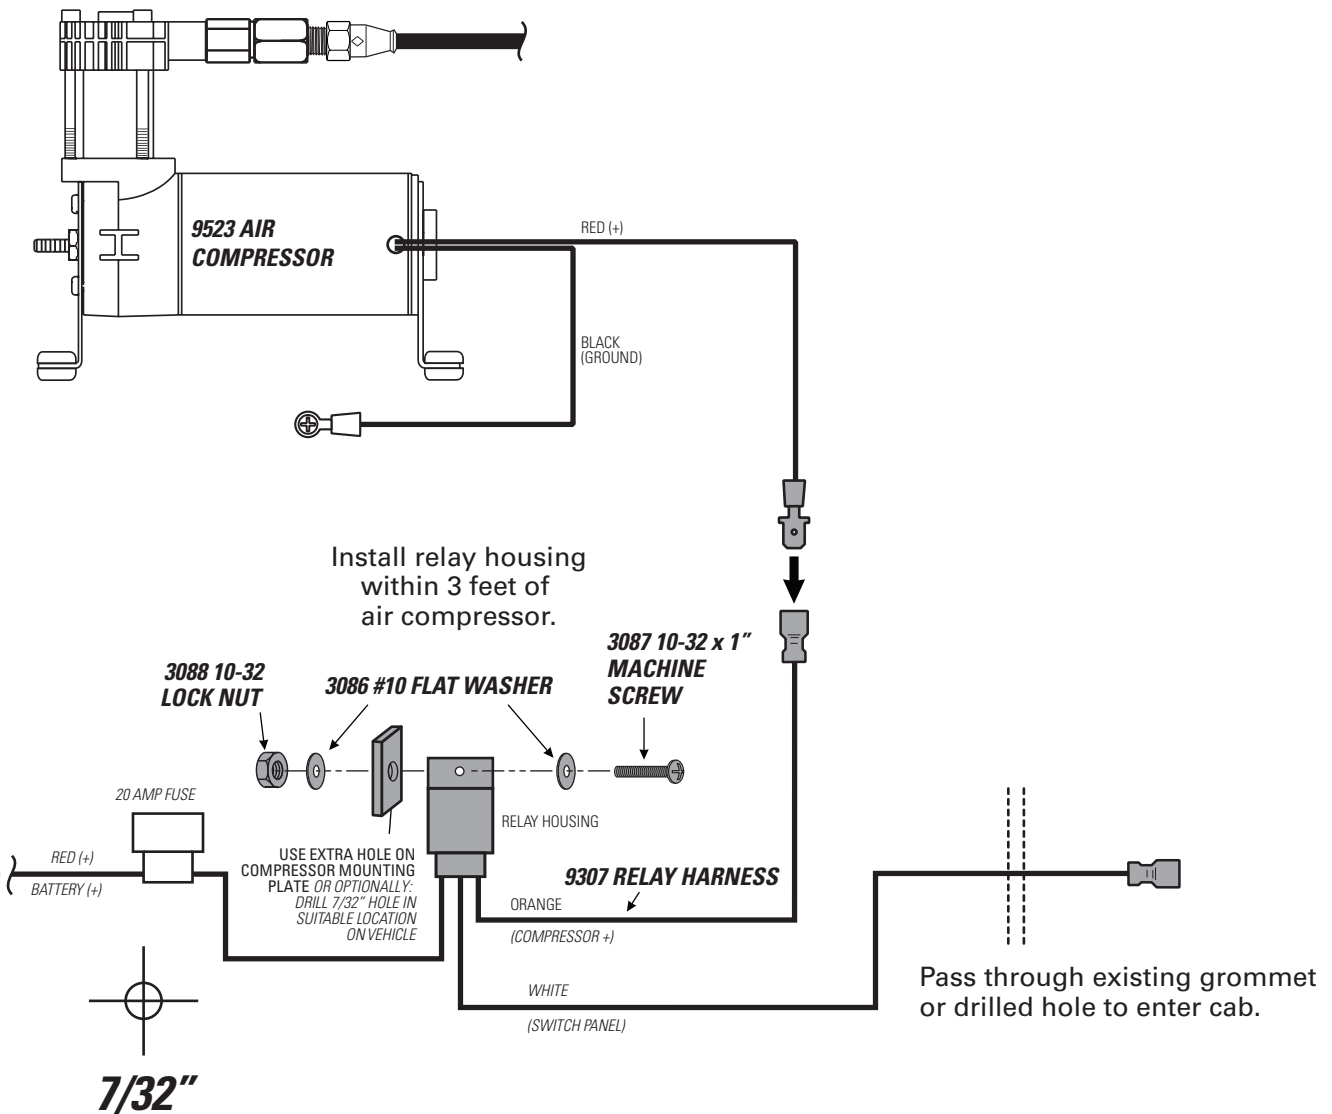 9523 AIR
COMPRESSOR
RED (+)
BLACK
(GROUND)
Install relay housing
within 3 feet of
air compressor.
3088 10-32
LOCK NUT
3086 #10 FLAT WASHER
3087 10-32 x 1"
MACHINE
SCREW
20 AMP FUSE
RED (+)
BATTERY (+)
RELAY HOUSING
USE EXTRA HOLE ON
COMPRESSOR MOUNTING
PLATE OR OPTIONALLY:
DRILL 7/32" HOLE IN
SUITABLE LOCATION
ON VEHICLE
9307 RELAY HARNESS
ORANGE
(COMPRESSOR +)
WHITE
(SWITCH PANEL)
Pass through existing grommet
or drilled hole to enter cab.
7/32"